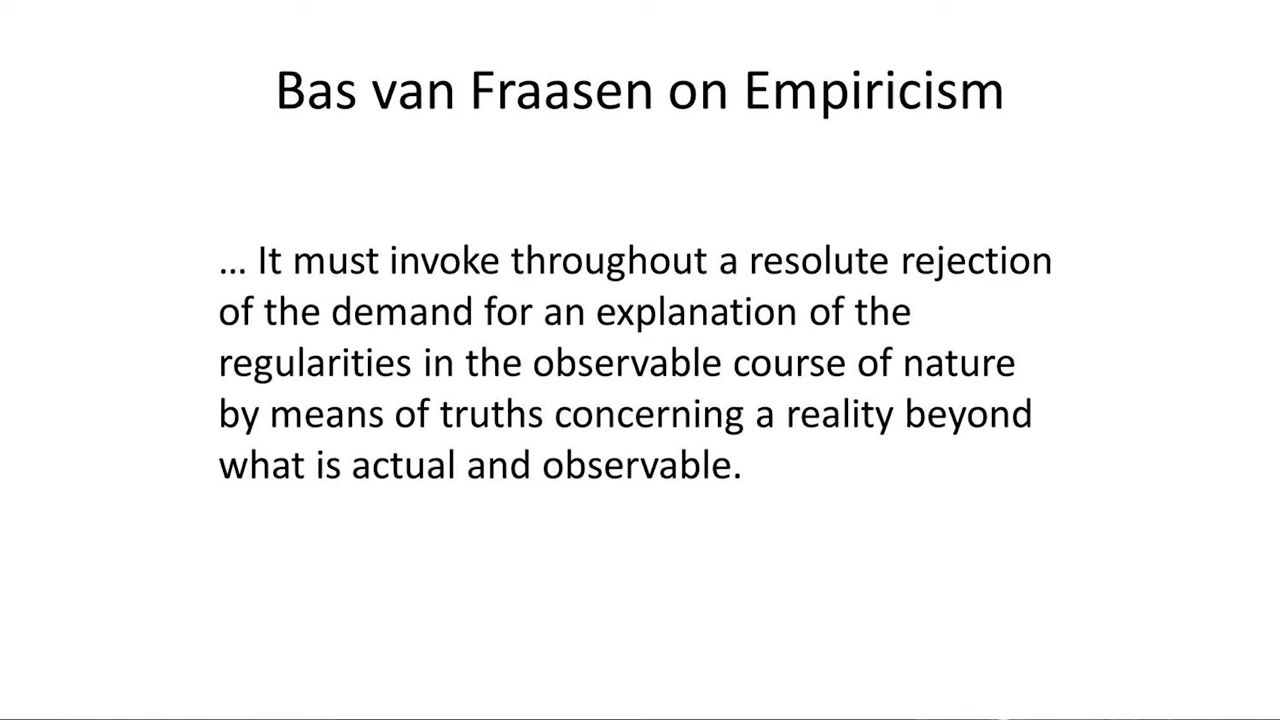 Bas van Fraasen on Empiricism
... It must invoke throughout a resolute rejection
of the demand for an explanation of the
regularities in the observable course of nature
by means of truths concerning a reality beyond
what is actual and observable.